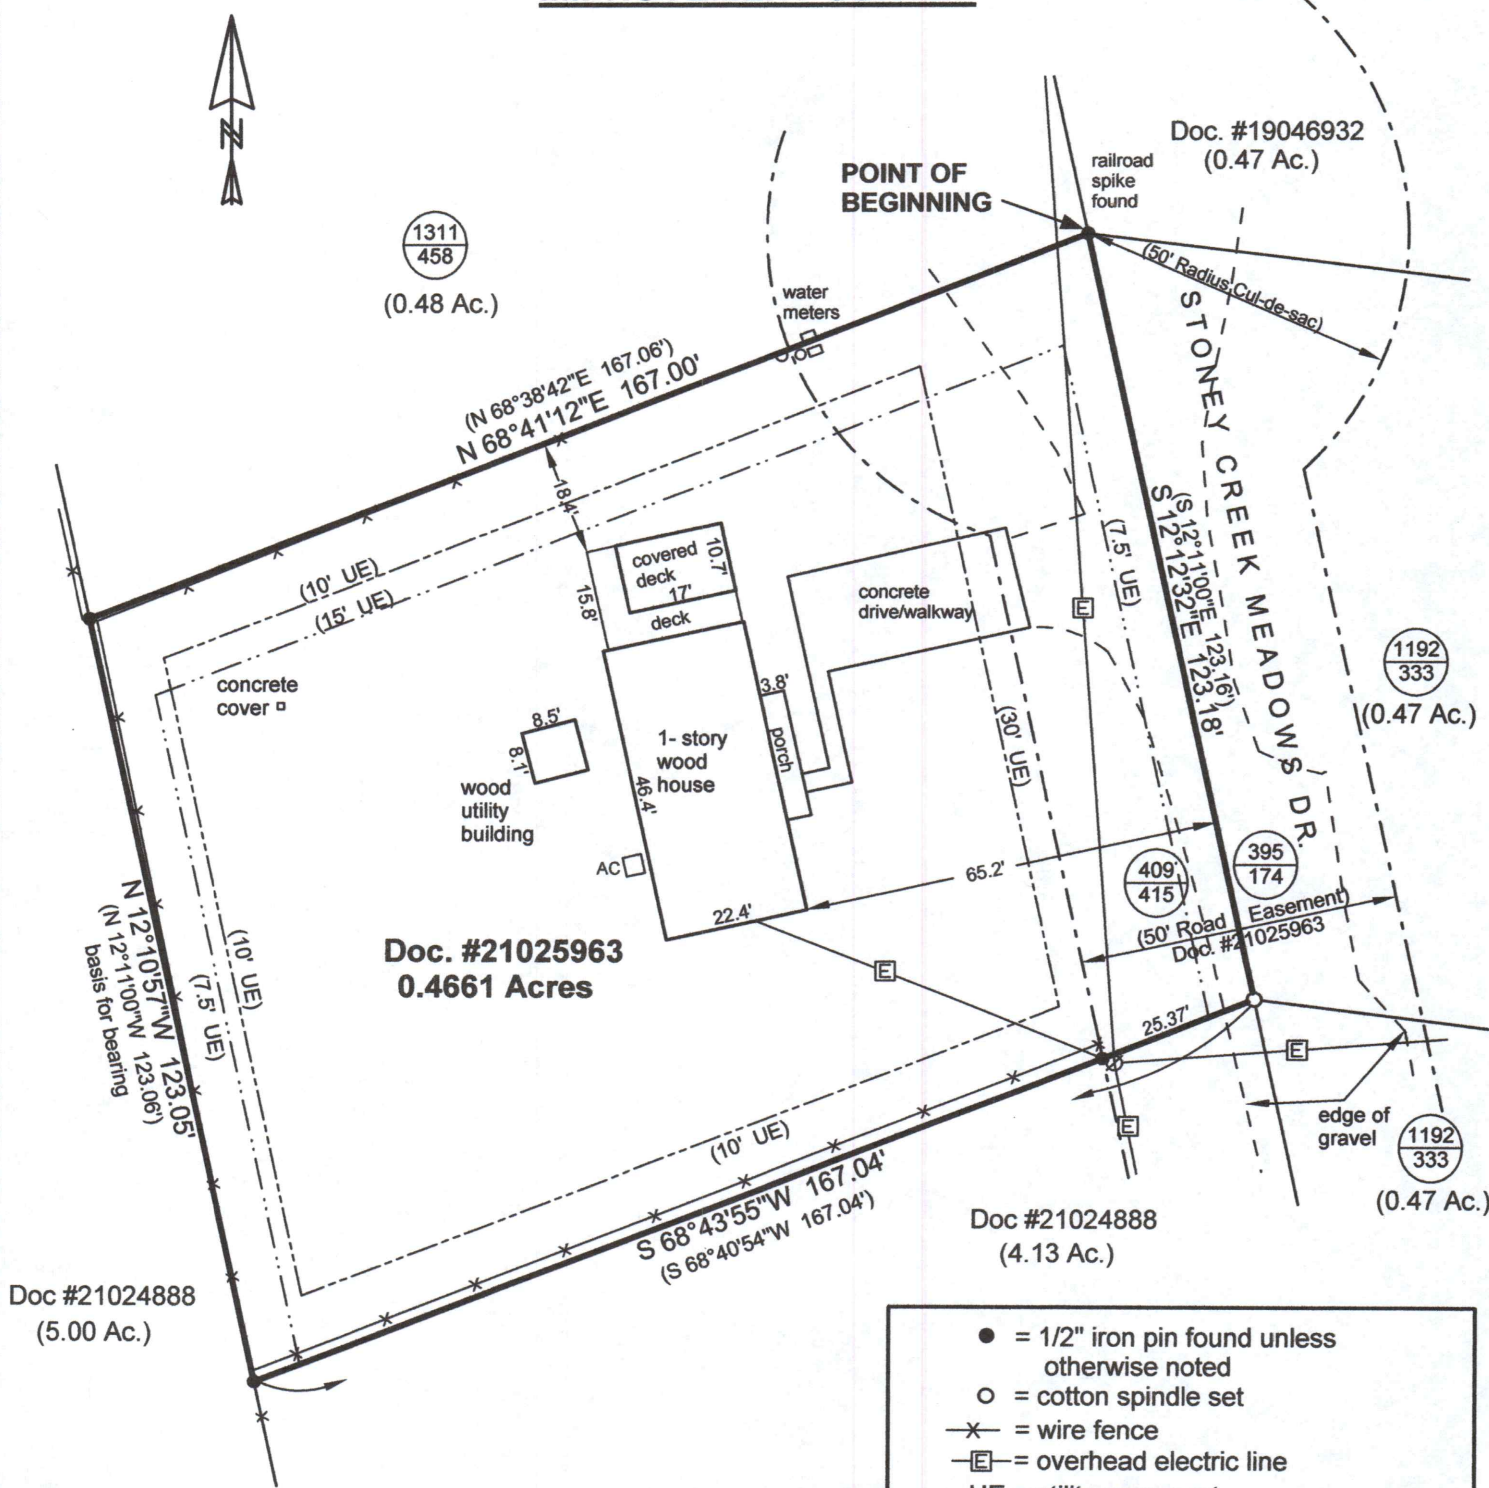 N
Doc. #19046932
(0.47 Ac.)
railroad
spike
found
POINT OF
BEGINNING
1311
458
(0.48 Ac.)
(50' Radius Cul-de-sac)
water
meters
(N 68°38'42"E 167.06')
N 68°41'12"E 167.00'
STONEY CREEK MEADOWS DR.
18.4'
(7.5' UE)
S 12°12'32"E 123.18'
(S 12°11'00"E 123.16')
covered
deck
10.7'
17'
deck
15.8'
(10' UE)
(15' UE)
concrete
drive/walkway
E
1192
333
(0.47 Ac.)
concrete
cover
3.8'
porch
(30' UE)
8.5'
8.1'
1- story
wood
house
46.4'
wood
utility
building
AC
65.2'
409
415
395
174
22.4'
(50' Road Easement)
Doc. #21025963
Doc. #21025963
0.4661 Acres
E
N 12°10'57"W 123.05'
(N 12°11'00"W 123.06')
basis for bearing
(10' UE)
(7.5' UE)
25.37'
E
E
edge of
gravel
1192
333
(0.47 Ac.)
(10' UE)
S 68°43'55"W 167.04'
(S 68°40'54"W 167.04')
Doc #21024888
(4.13 Ac.)
Doc #21024888
(5.00 Ac.)
= 1/2" iron pin found unless
otherwise noted
= cotton spindle set
= wire fence
E = overhead electric line